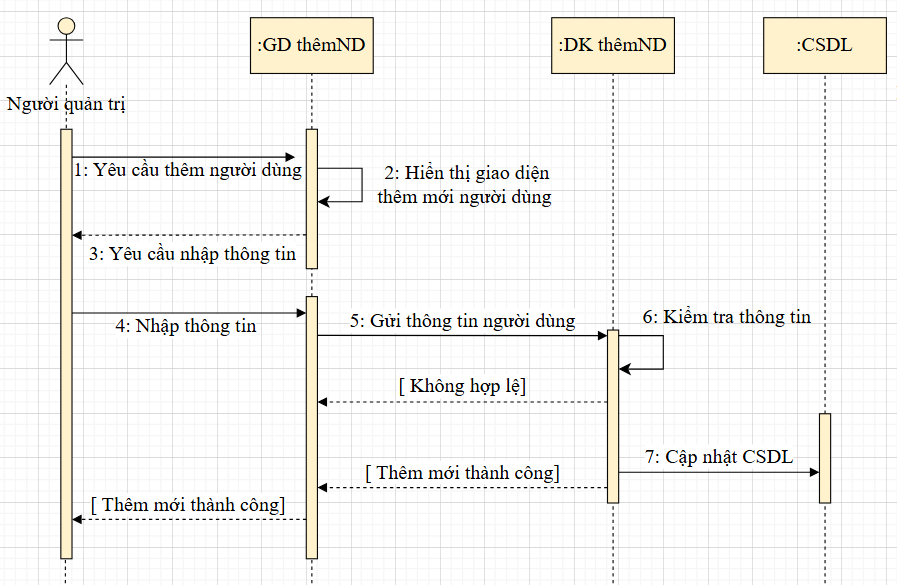 :GD thêmND
:DK thêmND
:CSDL
Người quản trị
1: Yêu cầu thêm người dùng
2: Hiển thị giao diện
thêm mới người dùng
3: Yêu cầu nhập thông tin
4: Nhập thông tin
5: Gửi thông tin người dùng
6: Kiểm tra thông tin
[ Không hợp lệ]
7: Cập nhật CSDL
[ Thêm mới thành công]
[ Thêm mới thành công]